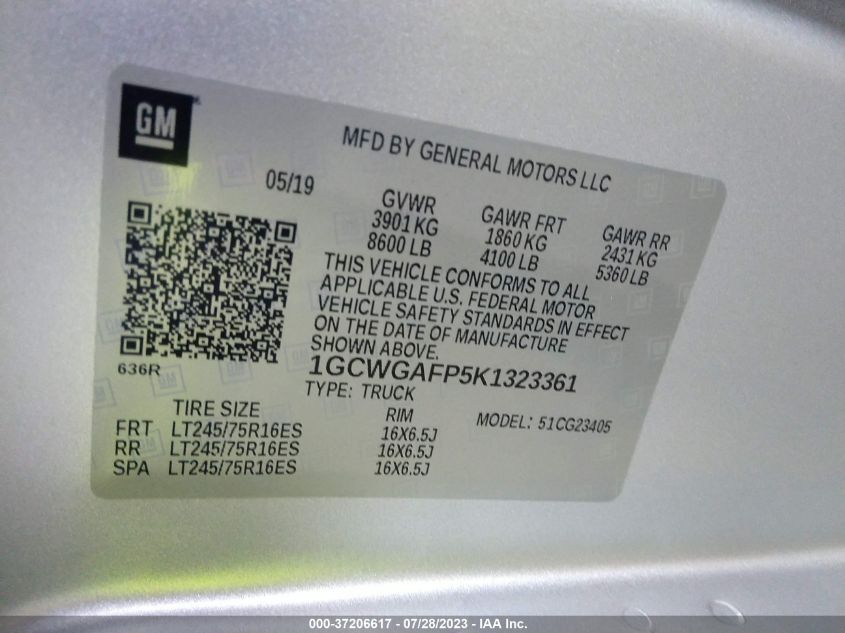 GM
MFD BY GENERAL MOTORS LLC
05/19
GVWR
3901 KG
8600 LB
GAWR FRT
1860 KG
4100 LB
GAWR RR
2431 KG
5360 LB
THIS VEHICLE CONFORMS TO ALL
APPLICABLE U.S. FEDERAL MOTOR
VEHICLE SAFETY STANDARDS IN EFFECT
ON THE DATE OF MANUFACTURE
SHOWN ABOVE.
636R
1GCWGAFP5K1323361
TYPE: TRUCK
MODEL: 51CG23405
TIRE SIZE RIM
FRT LT245/75R16ES 16X6.5J
RR LT245/75R16ES 16X6.5J
SPA LT245/75R16ES 16X6.5J
000-37206617 - 07/28/2023 - IAA Inc.